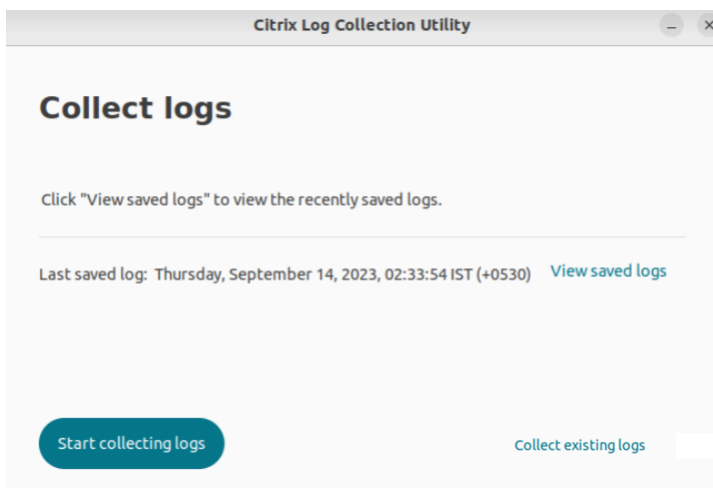 Citrix Log Collection Utility
Collect logs
Click "View saved logs" to view the recently saved logs.
Last saved log: Thursday, September 14, 2023, 02:33:54 IST (+0530) View saved logs
Start collecting logs
Collect existing logs